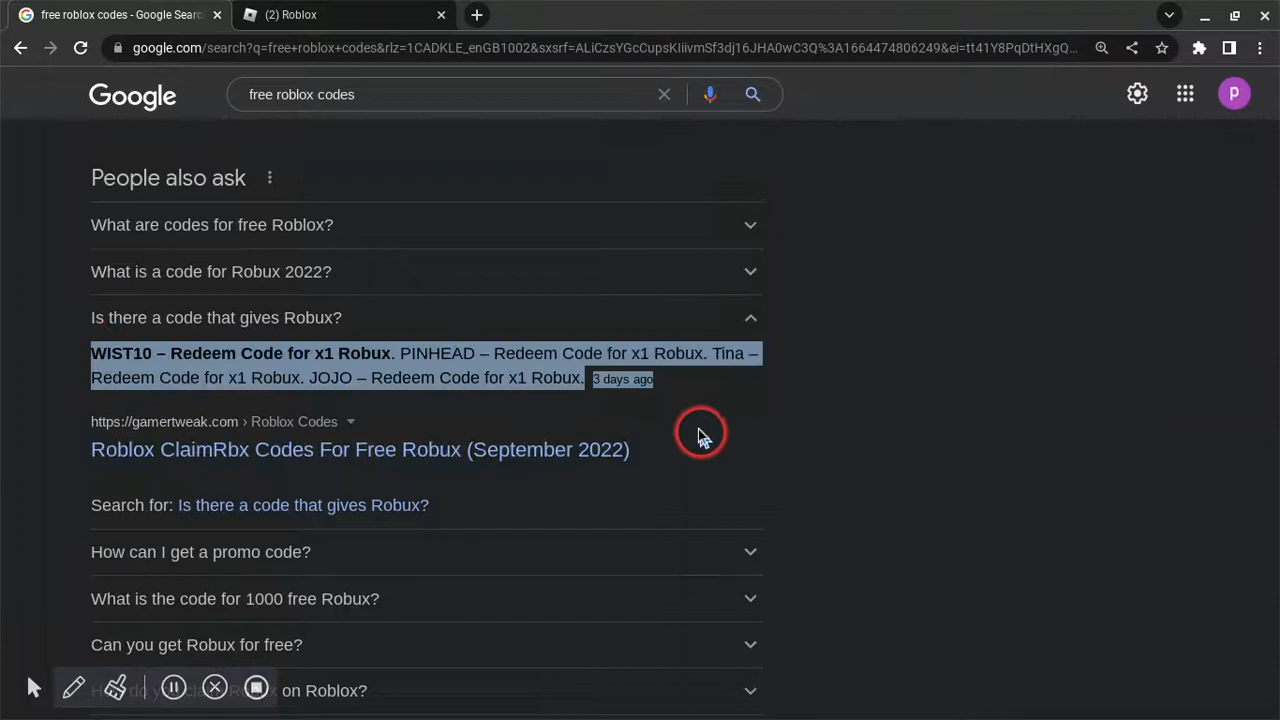 free roblox codes - Google Searc
(2) Roblox
google.com/search?q=free+roblox+codes&rlz=1CADKLE_enGB1002&sxsrf=ALiCzsYGcCupsKIiivmSf3dj16JHA0wC3Q%3A1664474806249&ei=tt41Y8PqDtHXgQ...
Google
free roblox codes
P
People also ask
What are codes for free Roblox?
What is a code for Robux 2022?
Is there a code that gives Robux?
WIST10 – Redeem Code for x1 Robux. PINHEAD – Redeem Code for x1 Robux. Tina –
Redeem Code for x1 Robux. JOJO – Redeem Code for x1 Robux. 3 days ago
https://gamertweak.com › Roblox Codes
Roblox ClaimRbx Codes For Free Robux (September 2022)
Search for: Is there a code that gives Robux?
How can I get a promo code?
What is the code for 1000 free Robux?
Can you get Robux for free?
on Roblox?